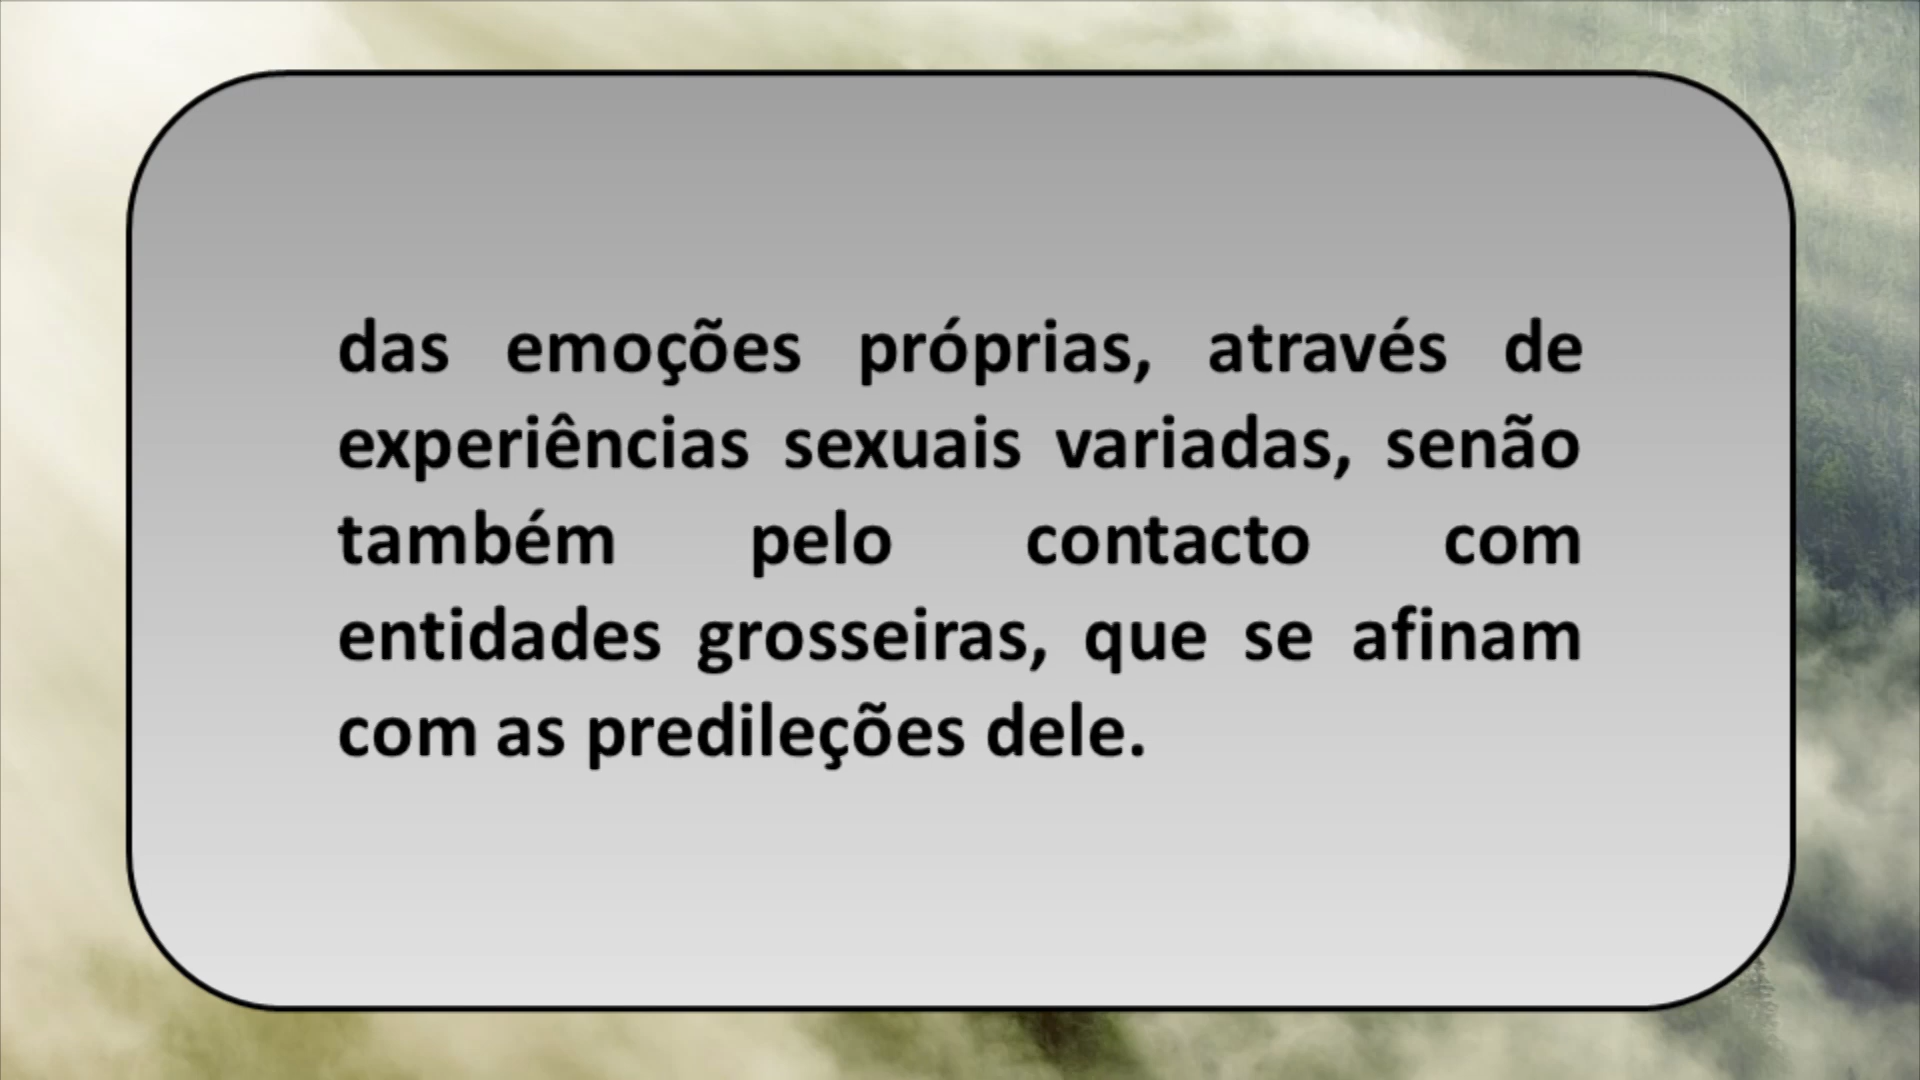 das emoções próprias, através de
experiências sexuais variadas, senão
também pelo contacto com
entidades grosseiras, que se afinam
com as predileções dele.